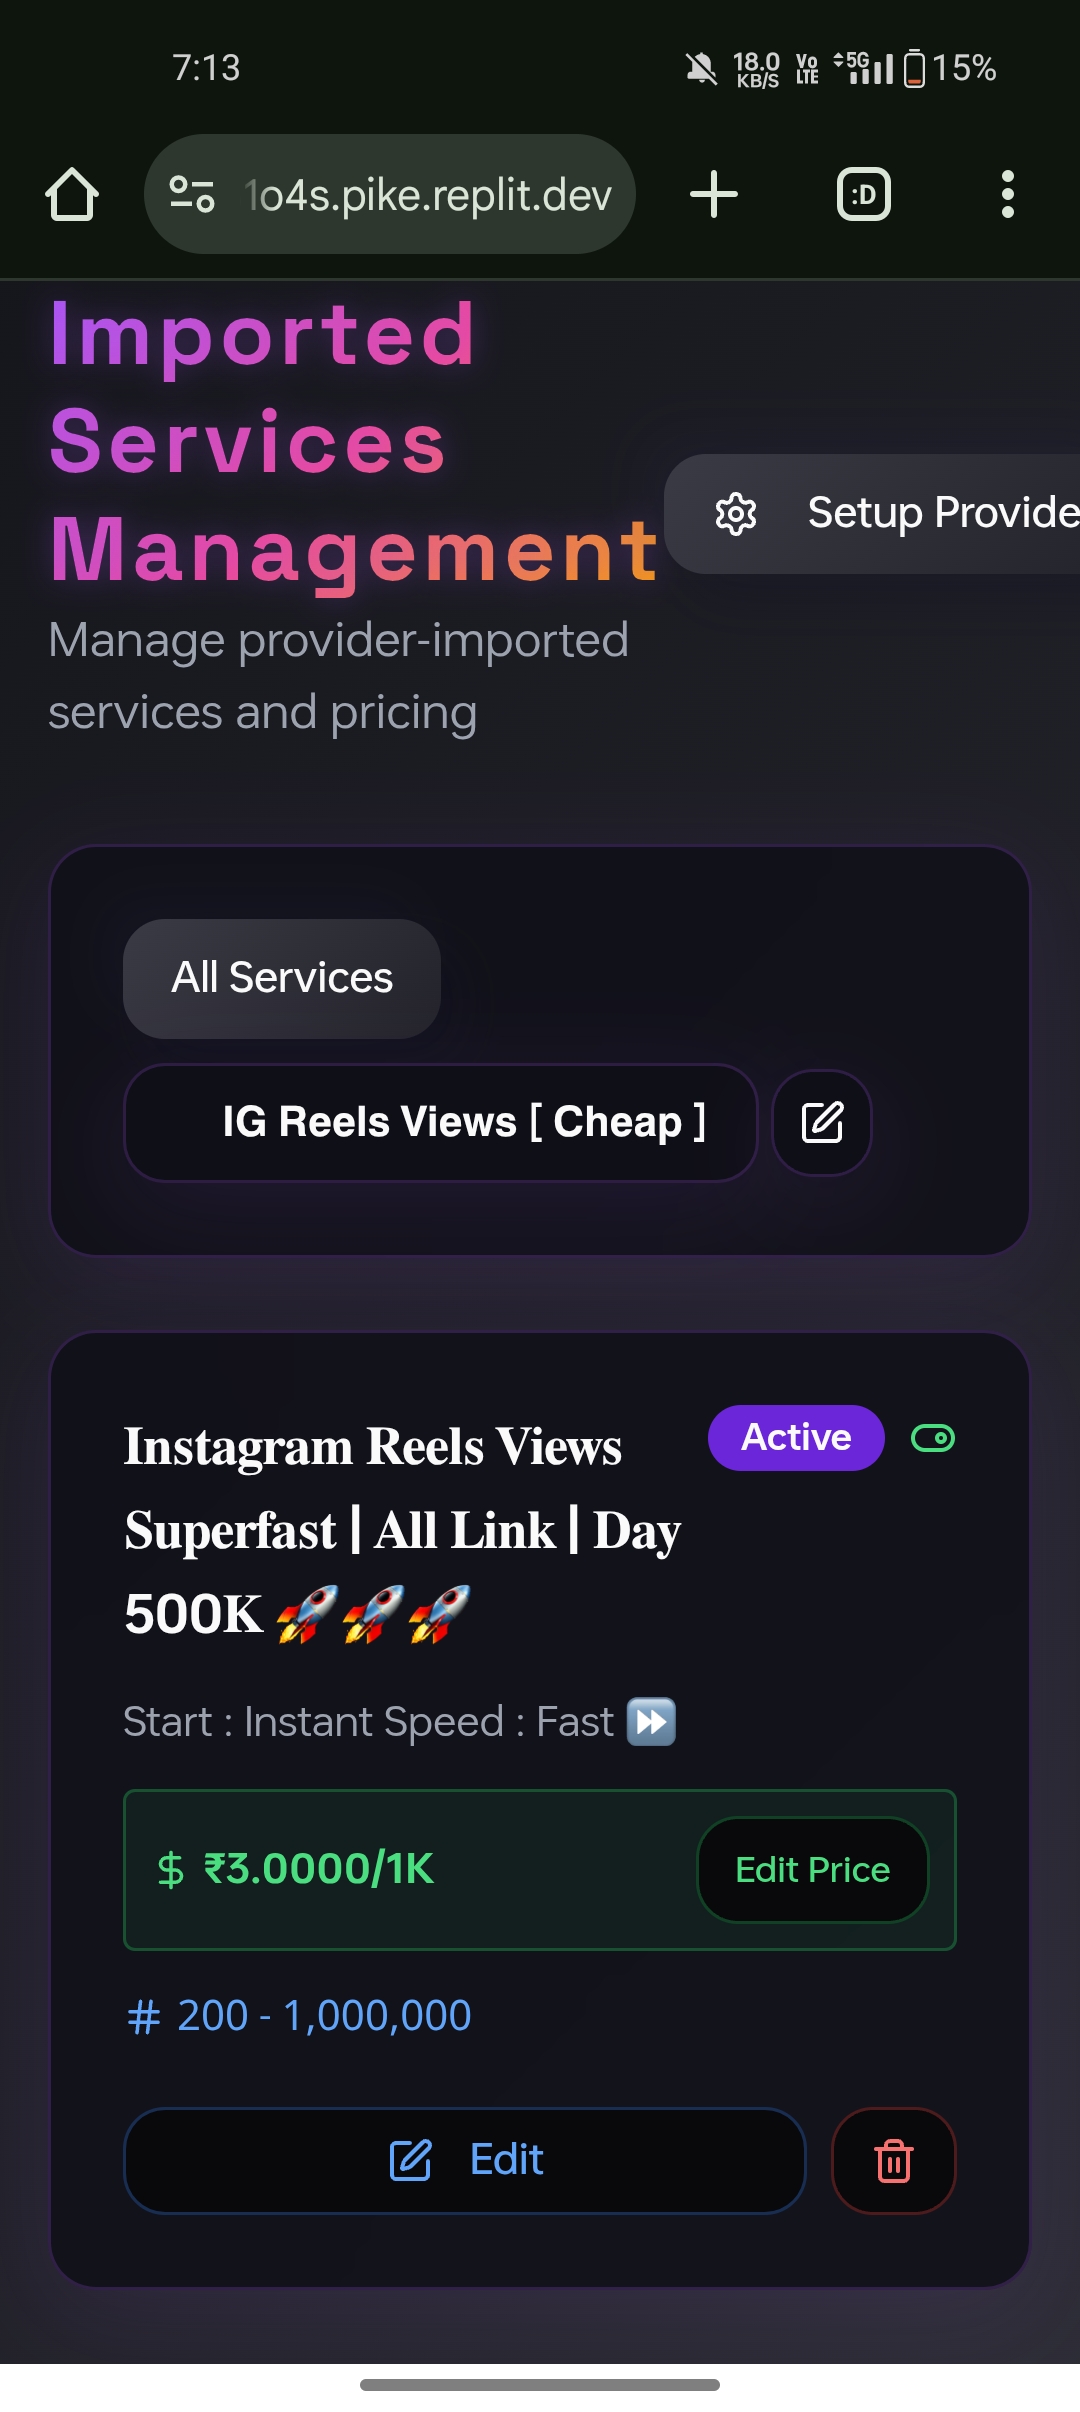 7:13
18.0 KB/S Vo LTE 5G 15%
1o4s.pike.replit.dev
:D
Imported
Services
Management
Setup Provide
Manage provider-imported
services and pricing
All Services
IG Reels Views [ Cheap ]
Instagram Reels Views
Superfast | All Link | Day
500K 🚀🚀🚀
Active
Start : Instant Speed : Fast ⏩
$ ₹3.0000/1K
Edit Price
# 200 - 1,000,000
Edit